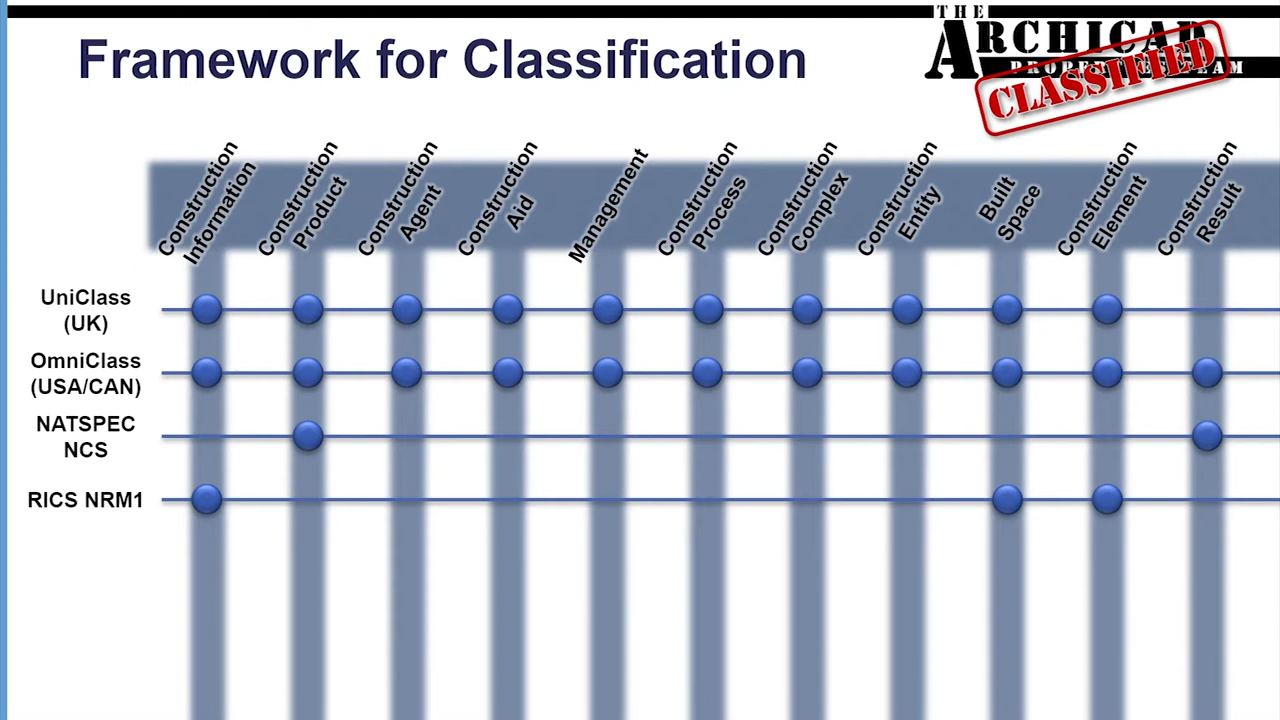 THE
ARCHICAD
CLASSIFIED
Framework for Classification
Construction
Information
Construction
Product
Construction
Agent
Construction
Aid
Management
Construction
Process
Construction
Complex
Construction
Entity
Built
Space
Construction
Element
Construction
Result
UniClass
(UK)
OmniClass
(USA/CAN)
NATSPEC
NCS
RICS NRM1